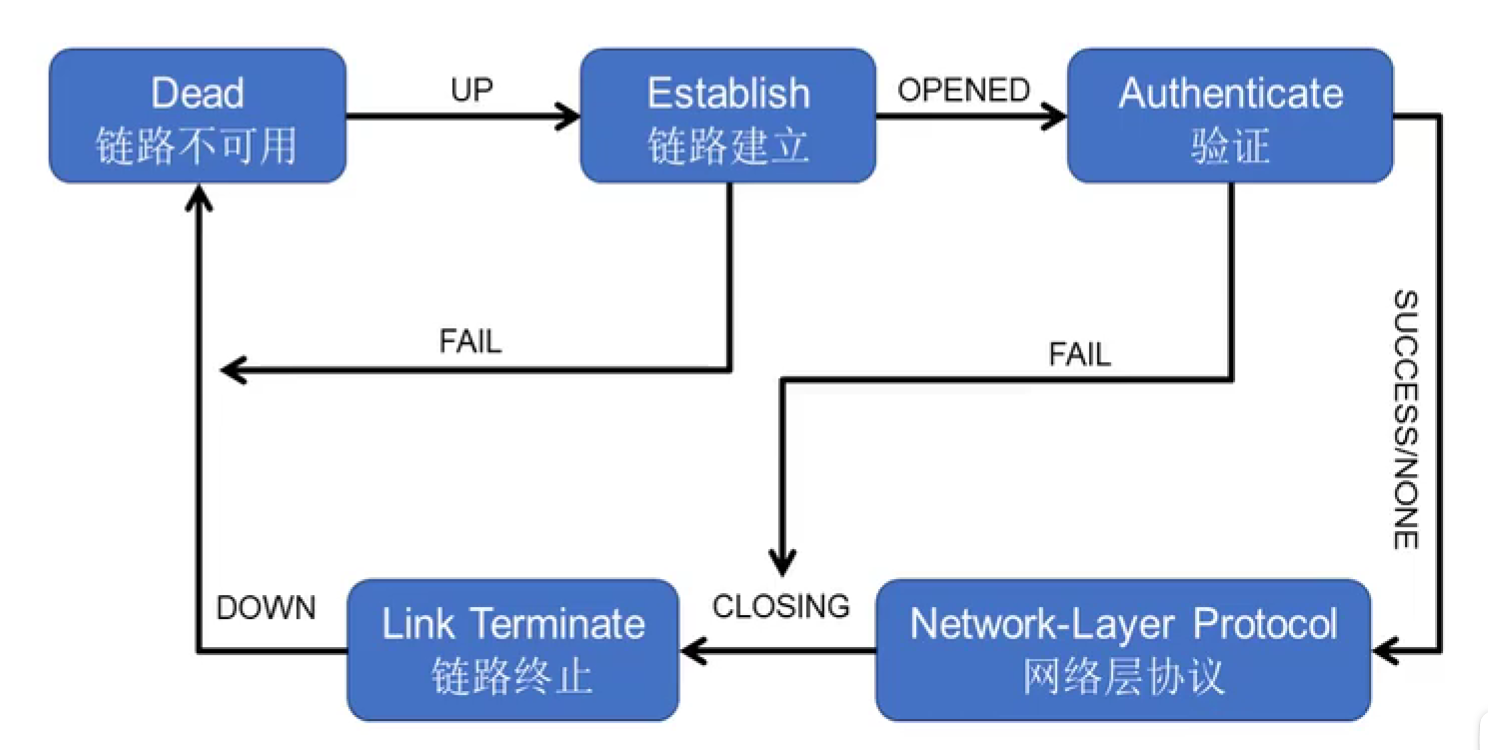 Dead
链路不可用
UP
Establish
链路建立
OPENED
Authenticate
验证
FAIL
FAIL
SUCCESS/NONE
DOWN
Link Terminate
链路终止
CLOSING
Network-Layer Protocol
网络层协议